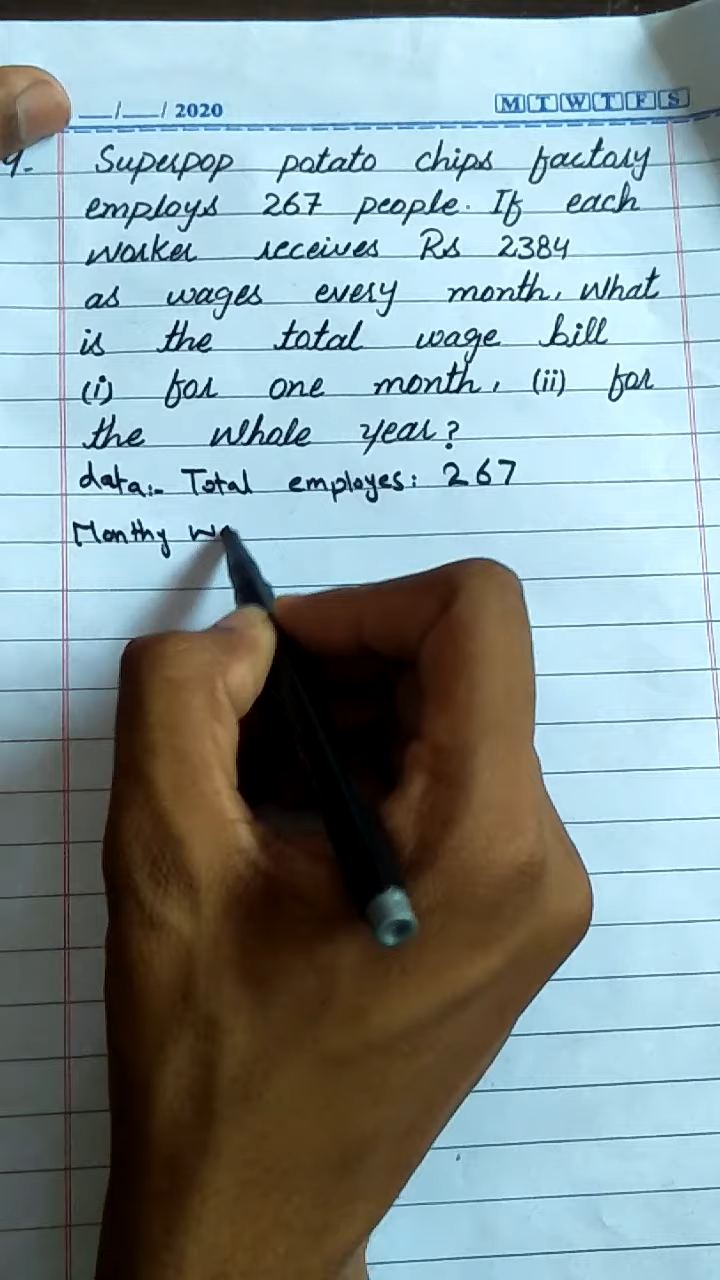 __/__/ 2020
M T W T F S
9. Superpop potato chips factory
employs 267 people. If each
worker receives Rs 2384
as wages every month, what
is the total wage bill
(i) for one month, (ii) for
the whole year?
data:- Total employes: 267
Monthy wa